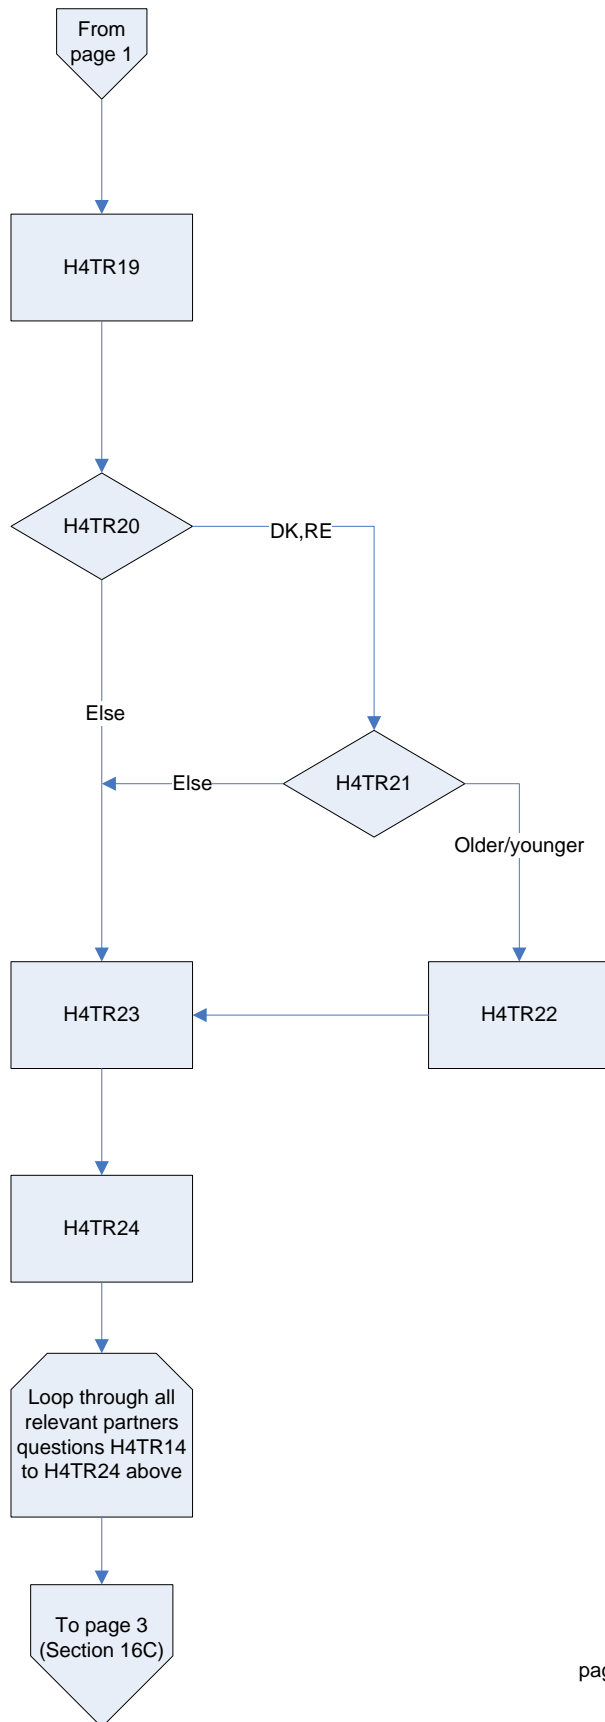 From
page 1
H4TR19
H4TR20
DK,RE
Else
Else
H4TR21
Older/younger
H4TR23
H4TR22
H4TR24
Loop through all
relevant partners
questions H4TR14
to H4TR24 above
To page 3
(Section 16C)
pag